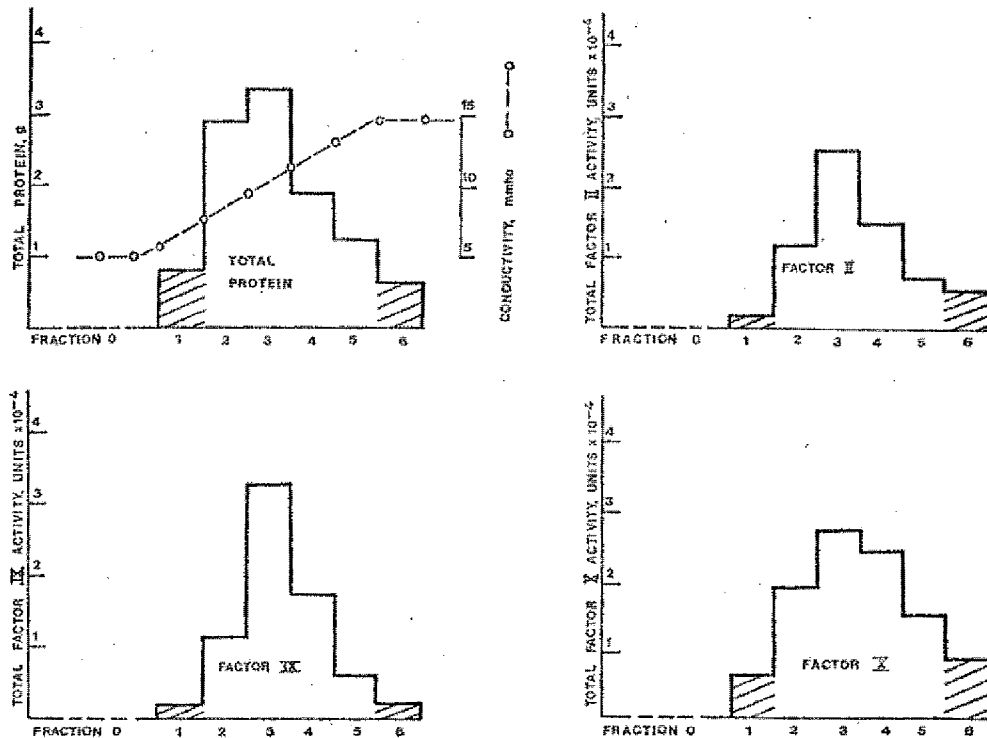 TOTAL PROTEIN, g
4
3
2
1
TOTAL
PROTEIN
15
10
5
CONDUCTIVITY, mmho
FRACTION 0 1 2 3 4 5 6
TOTAL FACTOR II ACTIVITY, UNITS x10-4
4
3
2
1
FACTOR II
FRACTION 0 1 2 3 4 5 6
TOTAL FACTOR IX ACTIVITY, UNITS x10-4
4
3
2
1
FACTOR IX
FRACTION 0 1 2 3 4 5 6
TOTAL FACTOR X ACTIVITY, UNITS x10-4
4
3
2
1
FACTOR X
FRACTION 0 1 2 3 4 5 6